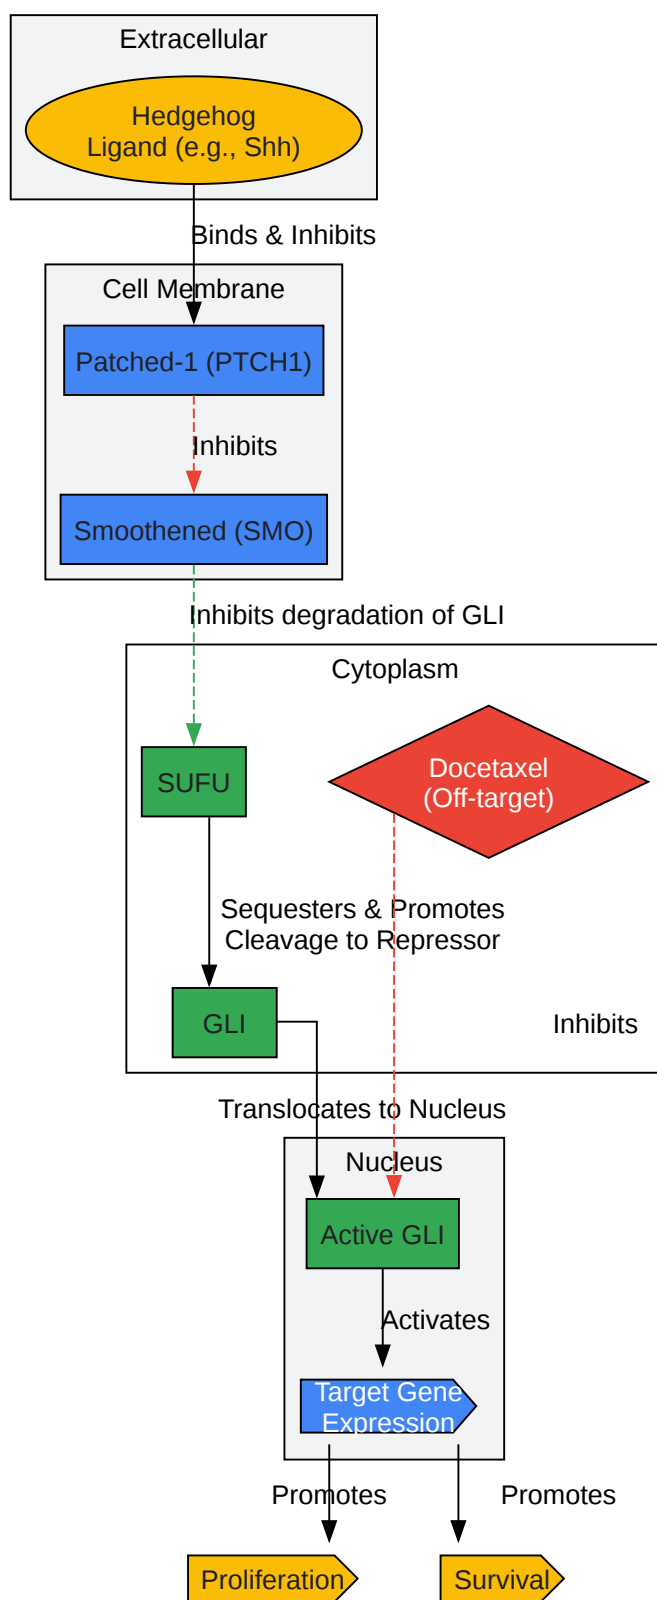 Extracellular
Hedgehog
Ligand (e.g., Shh)
Binds & Inhibits
Cell Membrane
Patched-1 (PTCH1)
Inhibits
Smoothened (SMO)
Inhibits degradation of GLI
Cytoplasm
SUFU
Docetaxel
(Off-target)
Sequesters & Promotes
Cleavage to Repressor
GLI
Inhibits
Translocates to Nucleus
Nucleus
Active GLI
Activates
Target Gene
Expression
Promotes
Promotes
Proliferation
Survival